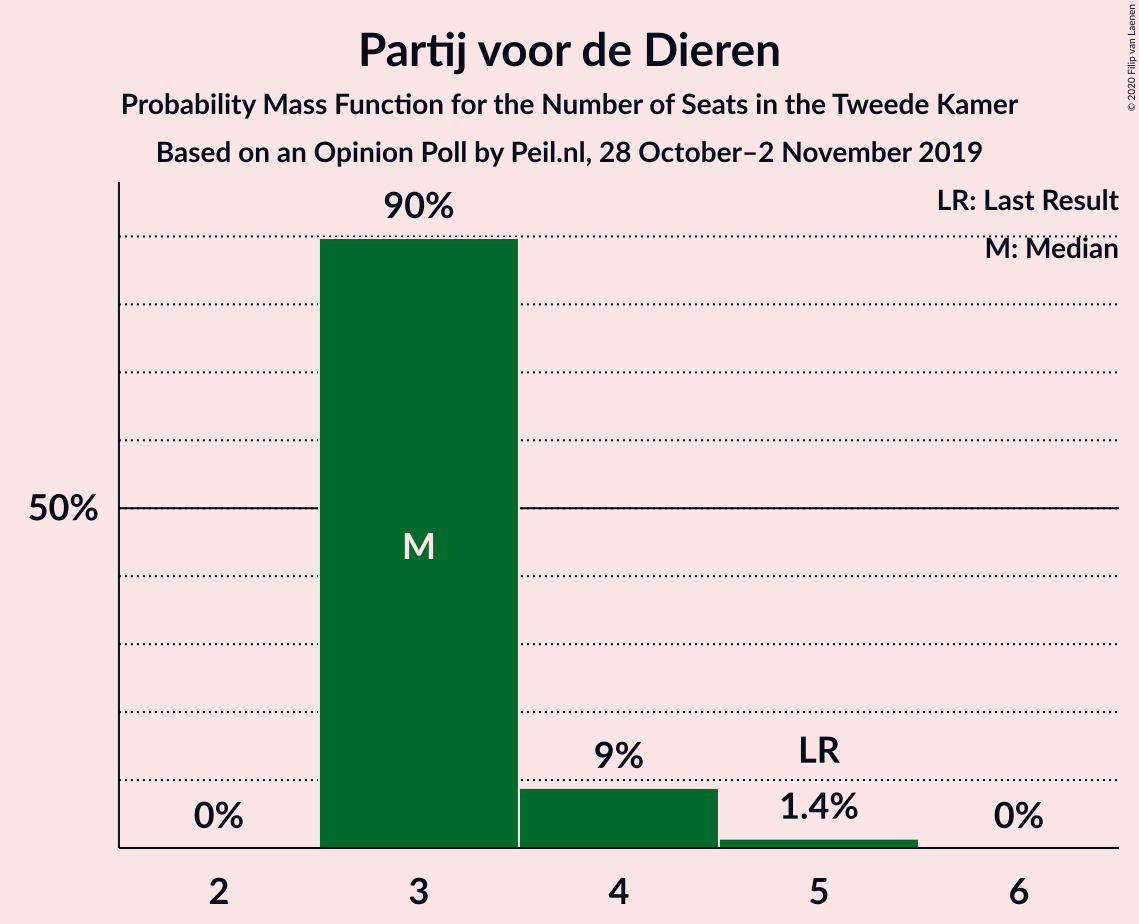 Partij voor de Dieren
Probability Mass Function for the Number of Seats in the Tweede Kamer
Based on an Opinion Poll by Peil.nl, 28 October–2 November 2019
© 2020 Filip van Laenen
LR: Last Result
M: Median
90%
50%
M
LR
9%
1.4%
0%
0%
2 3 4 5 6